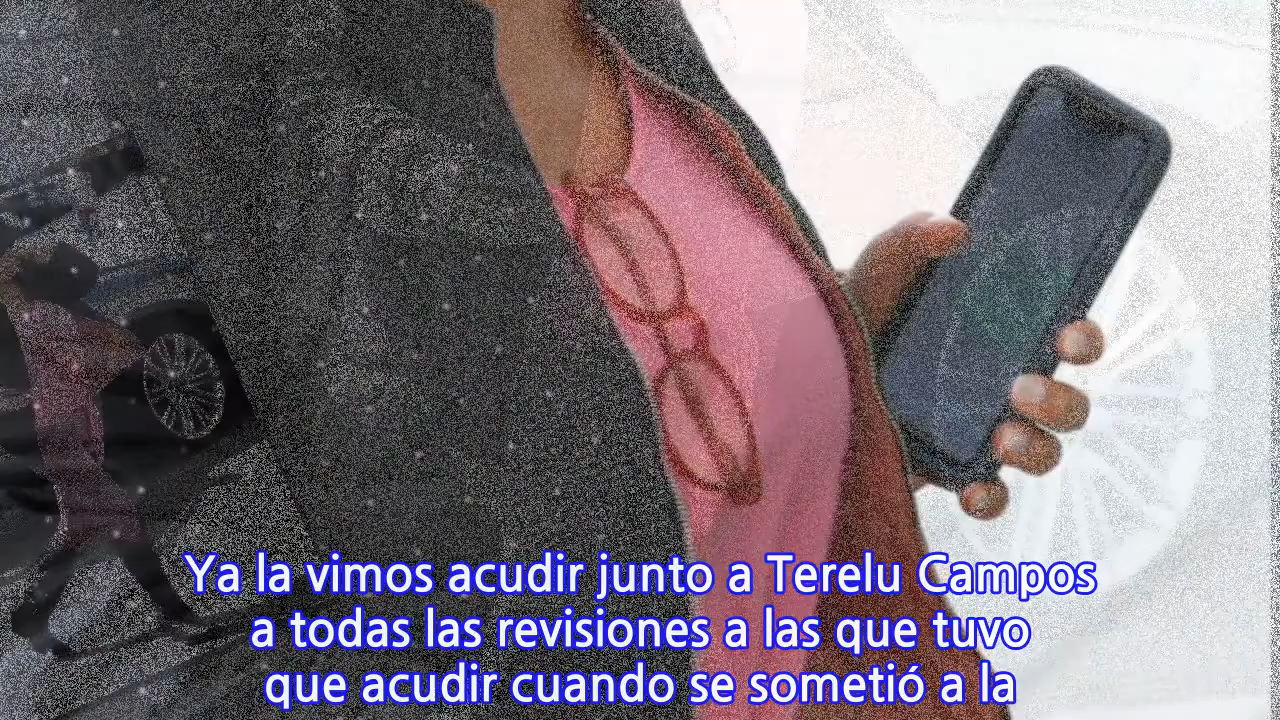 Ya la vimos acudir junto a Terelu Campos
a todas las revisiones a las que tuvo
que acudir cuando se sometió a la